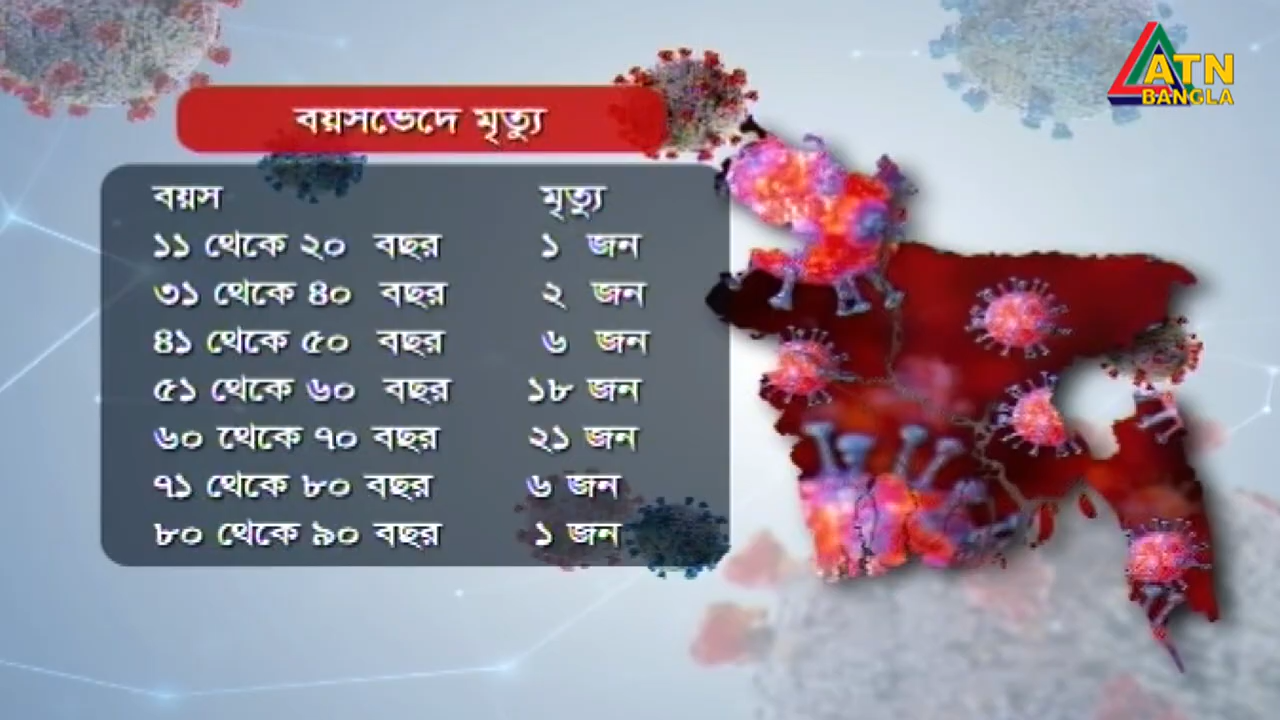 ATN
BANGLA
বয়সভেদে মৃত্যু
বয়স মৃত্যু
১১ থেকে ২০ বছর ১ জন
৩১ থেকে ৪০ বছর ২ জন
৪১ থেকে ৫০ বছর ৬ জন
৫১ থেকে ৬০ বছর ১৮ জন
৬০ থেকে ৭০ বছর ২১ জন
৭১ থেকে ৮০ বছর ৬ জন
৮০ থেকে ৯০ বছর ১ জন